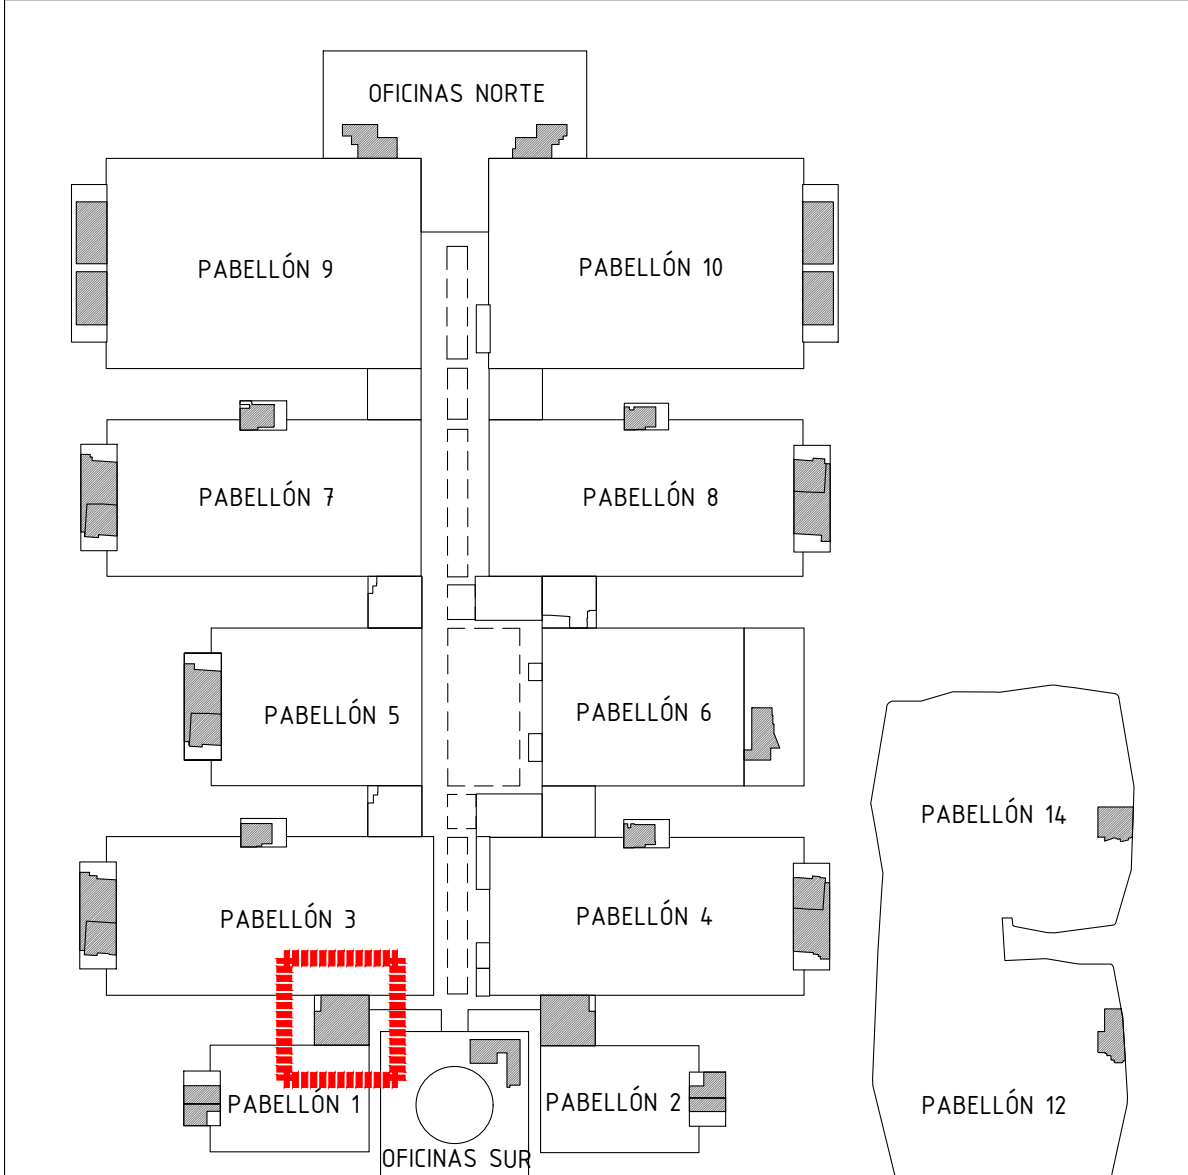 OFICINAS NORTE
PABELLÓN 9
PABELLÓN 10
PABELLÓN 7
PABELLÓN 8
PABELLÓN 5
PABELLÓN 6
PABELLÓN 14
PABELLÓN 3
PABELLÓN 4
PABELLÓN 1
PABELLÓN 2
PABELLÓN 12
OFICINAS SUR